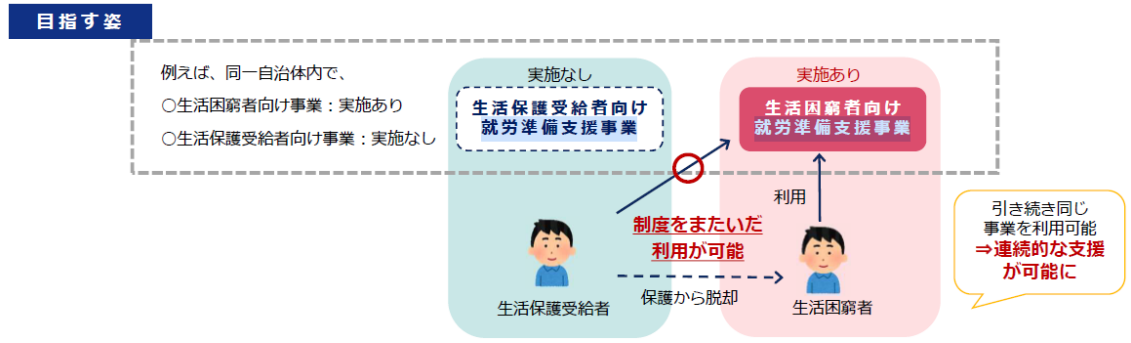 目指す姿
例えば、同一自治体内で、
○生活困窮者向け事業：実施あり
○生活保護受給者向け事業：実施なし
実施なし
生活保護受給者向け
就労準備支援事業
実施あり
生活困窮者向け
就労準備支援事業
利用
制度をまたいだ
利用が可能
保護から脱却
生活保護受給者
生活困窮者
引き続き同じ
事業を利用可能
⇒連続的な支援
が可能に